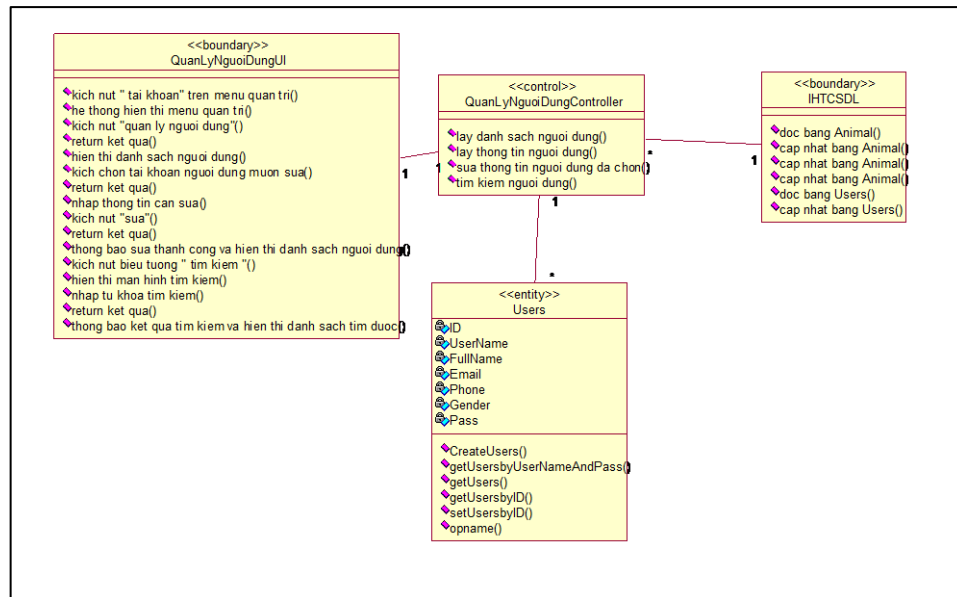 <<boundary>>
QuanLyNguoiDungUI
kich nut " tai khoan" tren menu quan tri()
he thong hien thi menu quan tri()
kich nut "quan ly nguoi dung"()
return ket qua()
hien thi danh sach nguoi dung()
kich chon tai khoan nguoi dung muon sua()
return ket qua()
nhap thong tin can sua()
kich nut "sua"()
return ket qua()
thong bao sua thanh cong va hien thi danh sach nguoi dung()
kich nut bieu tuong " tim kiem "()
hien thi man hinh tim kiem()
nhap tu khoa tim kiem()
return ket qua()
thong bao ket qua tim kiem va hien thi danh sach tim duoc()
1
1
<<control>>
QuanLyNguoiDungController
lay danh sach nguoi dung()
lay thong tin nguoi dung()
sua thong tin nguoi dung da chon()
tim kiem nguoi dung()
*
1
<<boundary>>
IHTCSDL
doc bang Animal()
cap nhat bang Animal()
cap nhat bang Animal()
cap nhat bang Animal()
doc bang Users()
cap nhat bang Users()
1
*
<<entity>>
Users
ID
UserName
FullName
Email
Phone
Gender
Pass
CreateUsers()
getUsersbyUserNameAndPass()
getUsers()
getUsersbyID()
setUsersbyID()
opname()